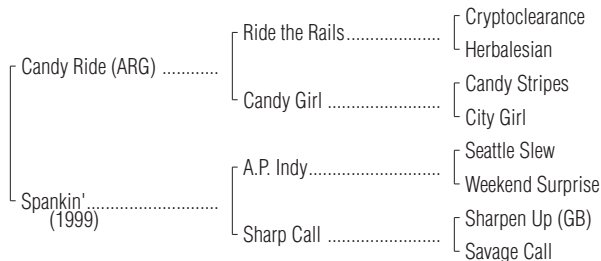 Cryptoclearance
Ride the Rails....................
Herbalesian
Candy Ride (ARG) ............
Candy Stripes
Candy Girl ........................
City Girl
Seattle Slew
A.P. Indy............................
Weekend Surprise
Spankin'............................
(1999)
Sharpen Up (GB)
Sharp Call ........................
Savage Call